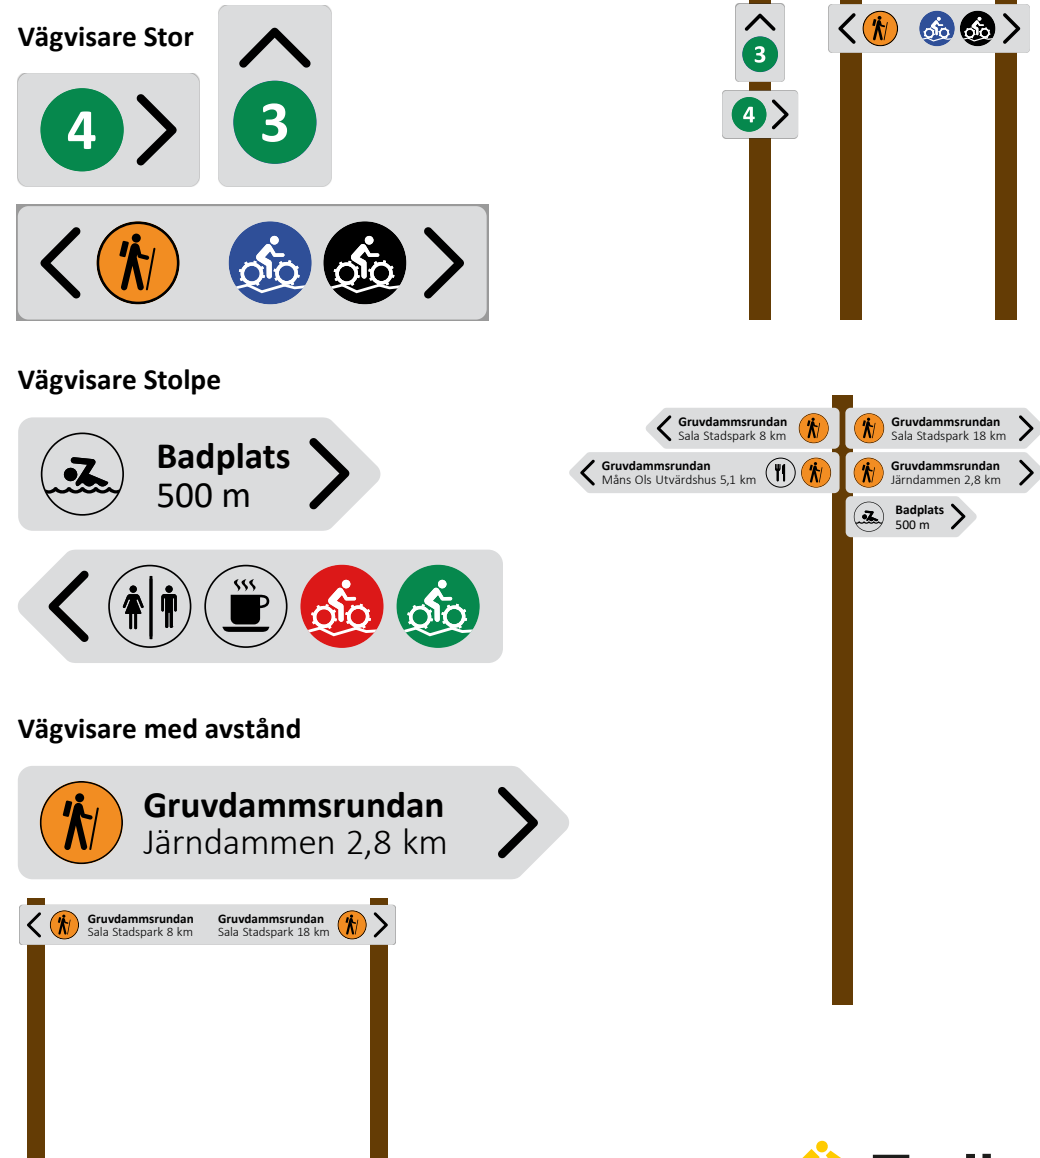 Vägvisare Stor
4
3
3
4
Vägvisare Stolpe
Badplats
500 m
Gruvdammsrundan
Sala Stadspark 8 km
Gruvdammsrundan
Sala Stadspark 18 km
Gruvdammsrundan
Måns Ols Utvärdshus 5,1 km
Gruvdammsrundan
Järndammen 2,8 km
Badplats
500 m
Vägvisare med avstånd
Gruvdammsrundan
Järndammen 2,8 km
Gruvdammsrundan
Sala Stadspark 8 km
Gruvdammsrundan
Sala Stadspark 18 km